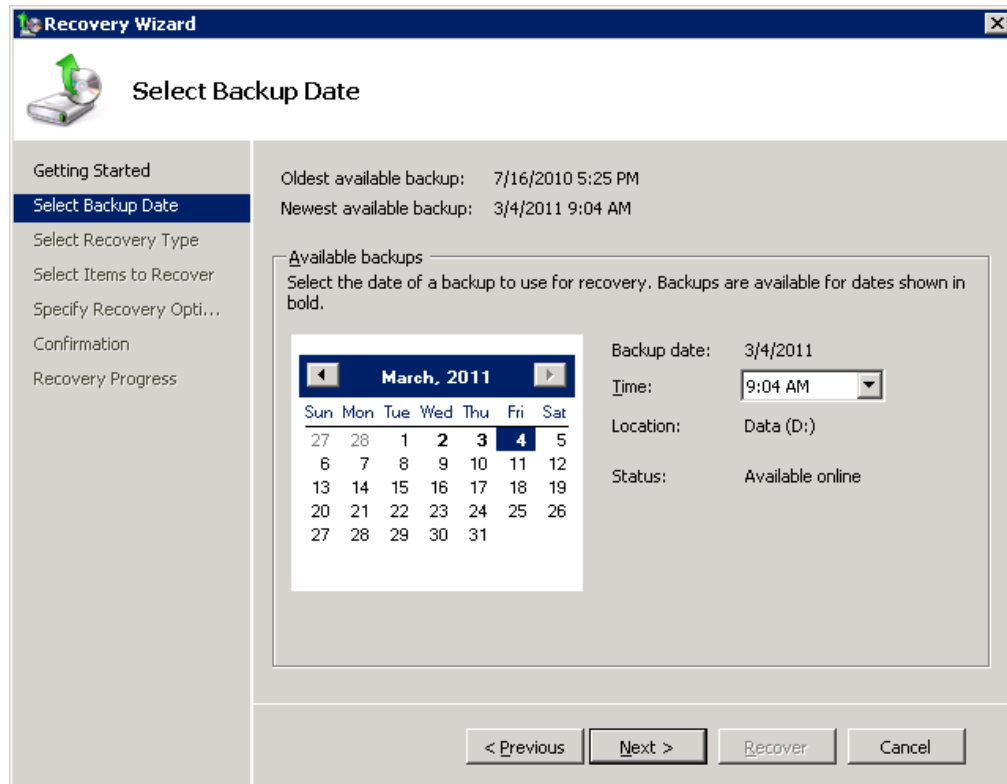 Recovery Wizard
Select Backup Date
Getting Started
Select Backup Date
Select Recovery Type
Select Items to Recover
Specify Recovery Opti...
Confirmation
Recovery Progress
Oldest available backup: 7/16/2010 5:25 PM
Newest available backup: 3/4/2011 9:04 AM
Available backups
Select the date of a backup to use for recovery. Backups are available for dates shown in
bold.
March, 2011
Sun Mon Tue Wed Thu Fri Sat
27 28 1 2 3 4 5
6 7 8 9 10 11 12
13 14 15 16 17 18 19
20 21 22 23 24 25 26
27 28 29 30 31
Backup date: 3/4/2011
Time: 9:04 AM
Location: Data (D:)
Status: Available online
< Previous
Next >
Recover
Cancel